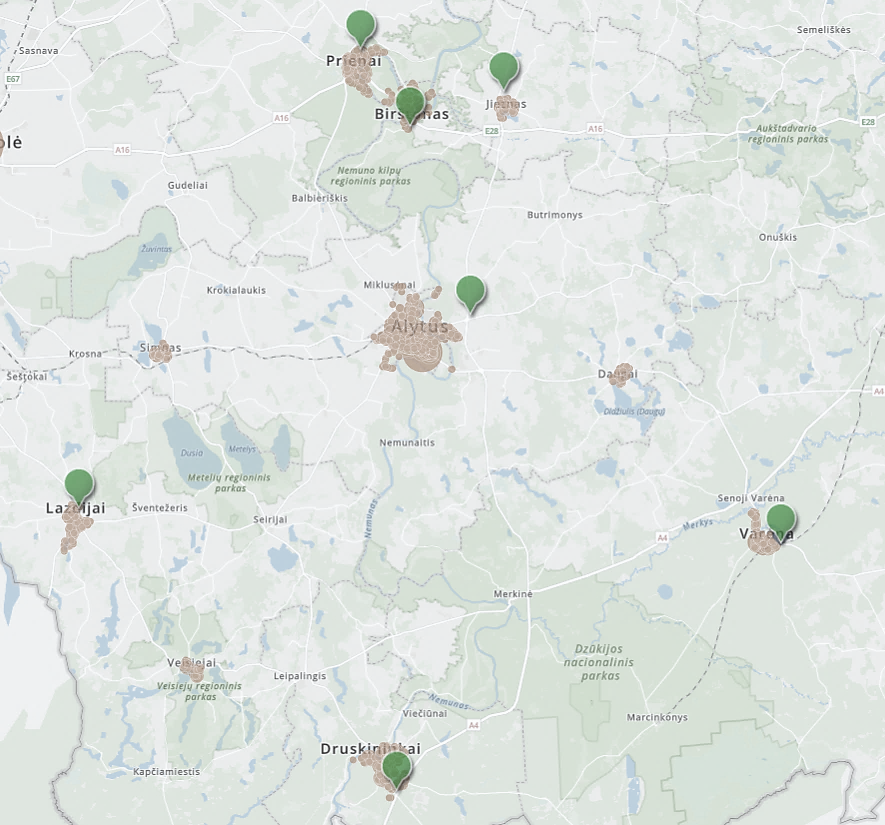 Semeliškės
Sasnava
E67
Prienai
Jieznas
Birštonas
A16
E28
A16
E28
Aukštadvario
regioninis parkas
olė
A16
Nemuno kilpų
regioninis parkas
Gudeliai
Balbieriškis
Butrimonys
Onuškis
Žuvintas
Miklusėnai
Krokialaukis
Alytus
Simnas
Krosna
Šeštokai
Daugai
A4
Didžiulis (Daugų)
Nemunaitis
Dusia
Metelys
Metelių regioninis
parkas
Lazdijai
Šventežeris
Seirijai
Nemunas
Senoji Varėna
Merkys
A4
Varėna
Merkinė
Dzūkijos
nacionalinis
parkas
Veisiejai
Leipalingis
Veisiejų regioninis
parkas
Nemunas
Viečiūnai
A4
Marcinkonys
Druskininkai
Kapčiamiestis